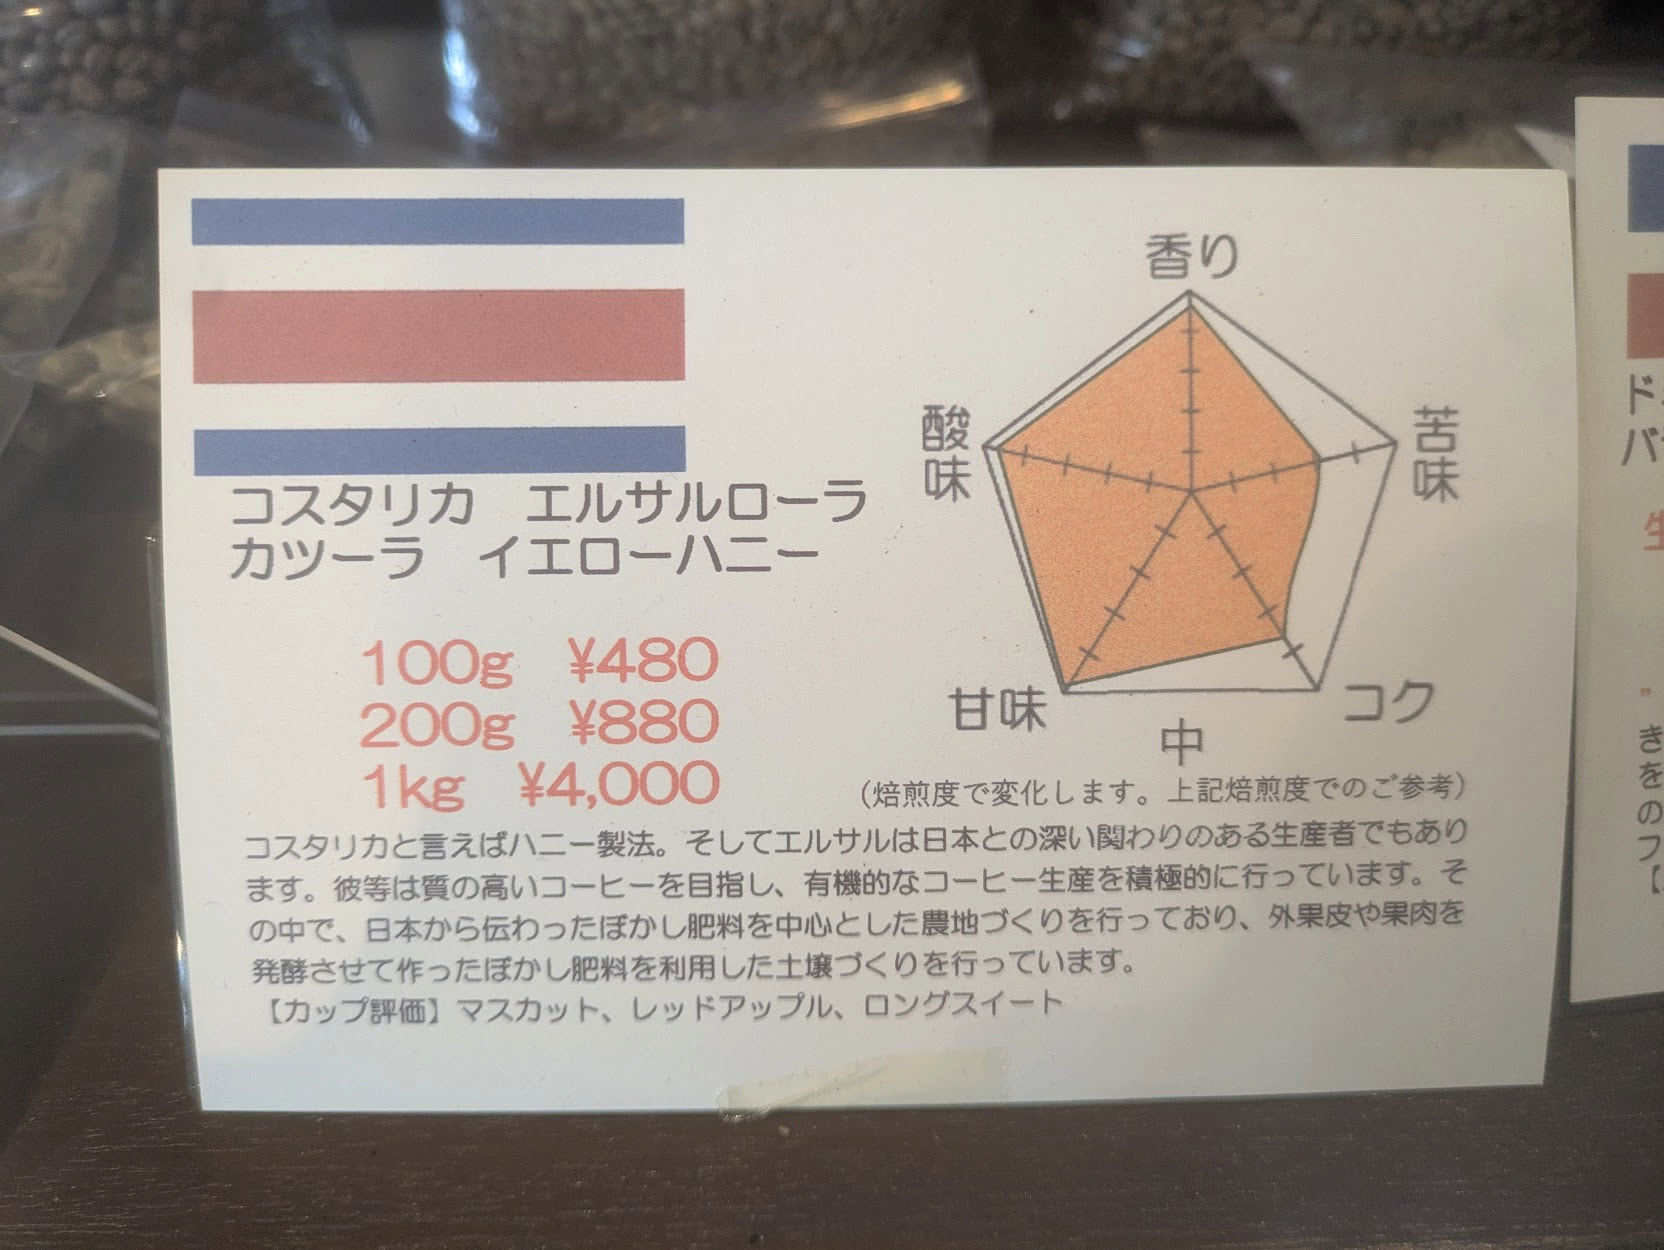 コスタリカ　エルサルローラ
カツーラ　イエローハニー
100g　¥480
200g　¥880
1kg　¥4,000
香り
苦味
コク
甘味
酸味
中
（焙煎度で変化します。上記焙煎度でのご参考）
コスタリカと言えばハニー製法。そしてエルサルは日本との深い関わりのある生産者でもあり
ます。彼等は質の高いコーヒーを目指し、有機的なコーヒー生産を積極的に行っています。そ
の中で、日本から伝わったぼかし肥料を中心とした農地づくりを行っており、外果皮や果肉を
発酵させて作ったぼかし肥料を利用した土壌づくりを行っています。
【カップ評価】マスカット、レッドアップル、ロングスイート
生
き
を
の
フ